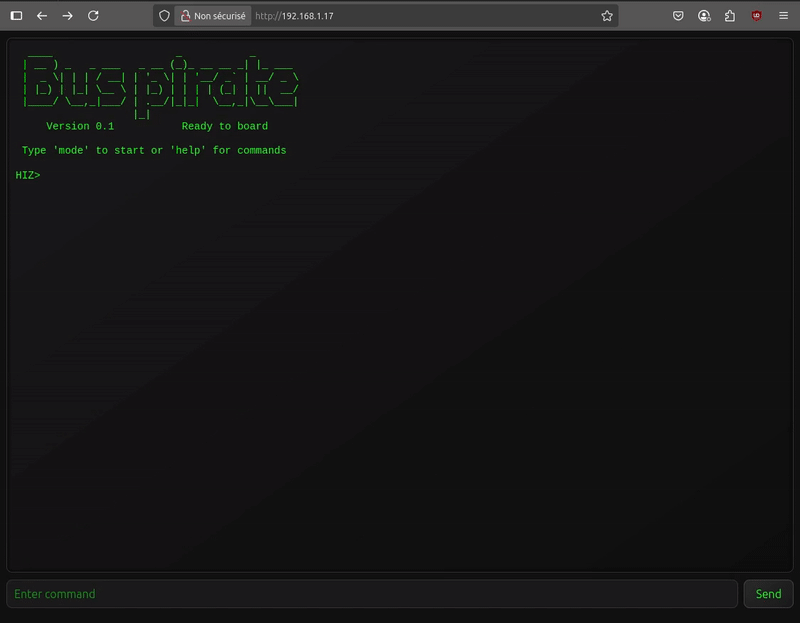 Non sécurisé http://192.168.1.17
Buspirate
Version 0.1 Ready to board
Type 'mode' to start or 'help' for commands
HIZ>
Enter command Send